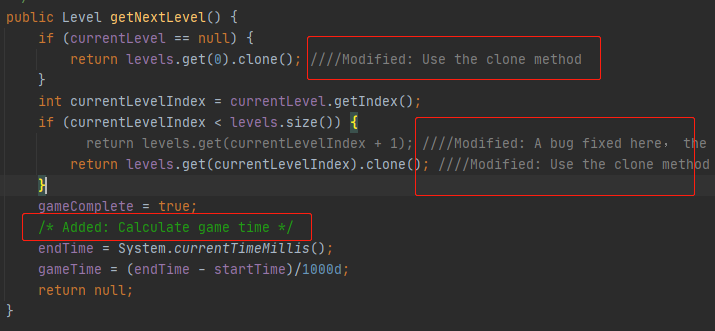 public Level getNextLevel() {
if (currentLevel == null) {
return levels.get(0).clone(); ////Modified: Use the clone method
}
int currentLevelIndex = currentLevel.getIndex();
if (currentLevelIndex < levels.size()) {
return levels.get(currentLevelIndex + 1); ////Modified: A bug fixed here， the
return levels.get(currentLevelIndex).clone(); ////Modified: Use the clone method
}
gameComplete = true;
/* Added: Calculate game time */
endTime = System.currentTimeMillis();
gameTime = (endTime - startTime)/1000d;
return null;
}